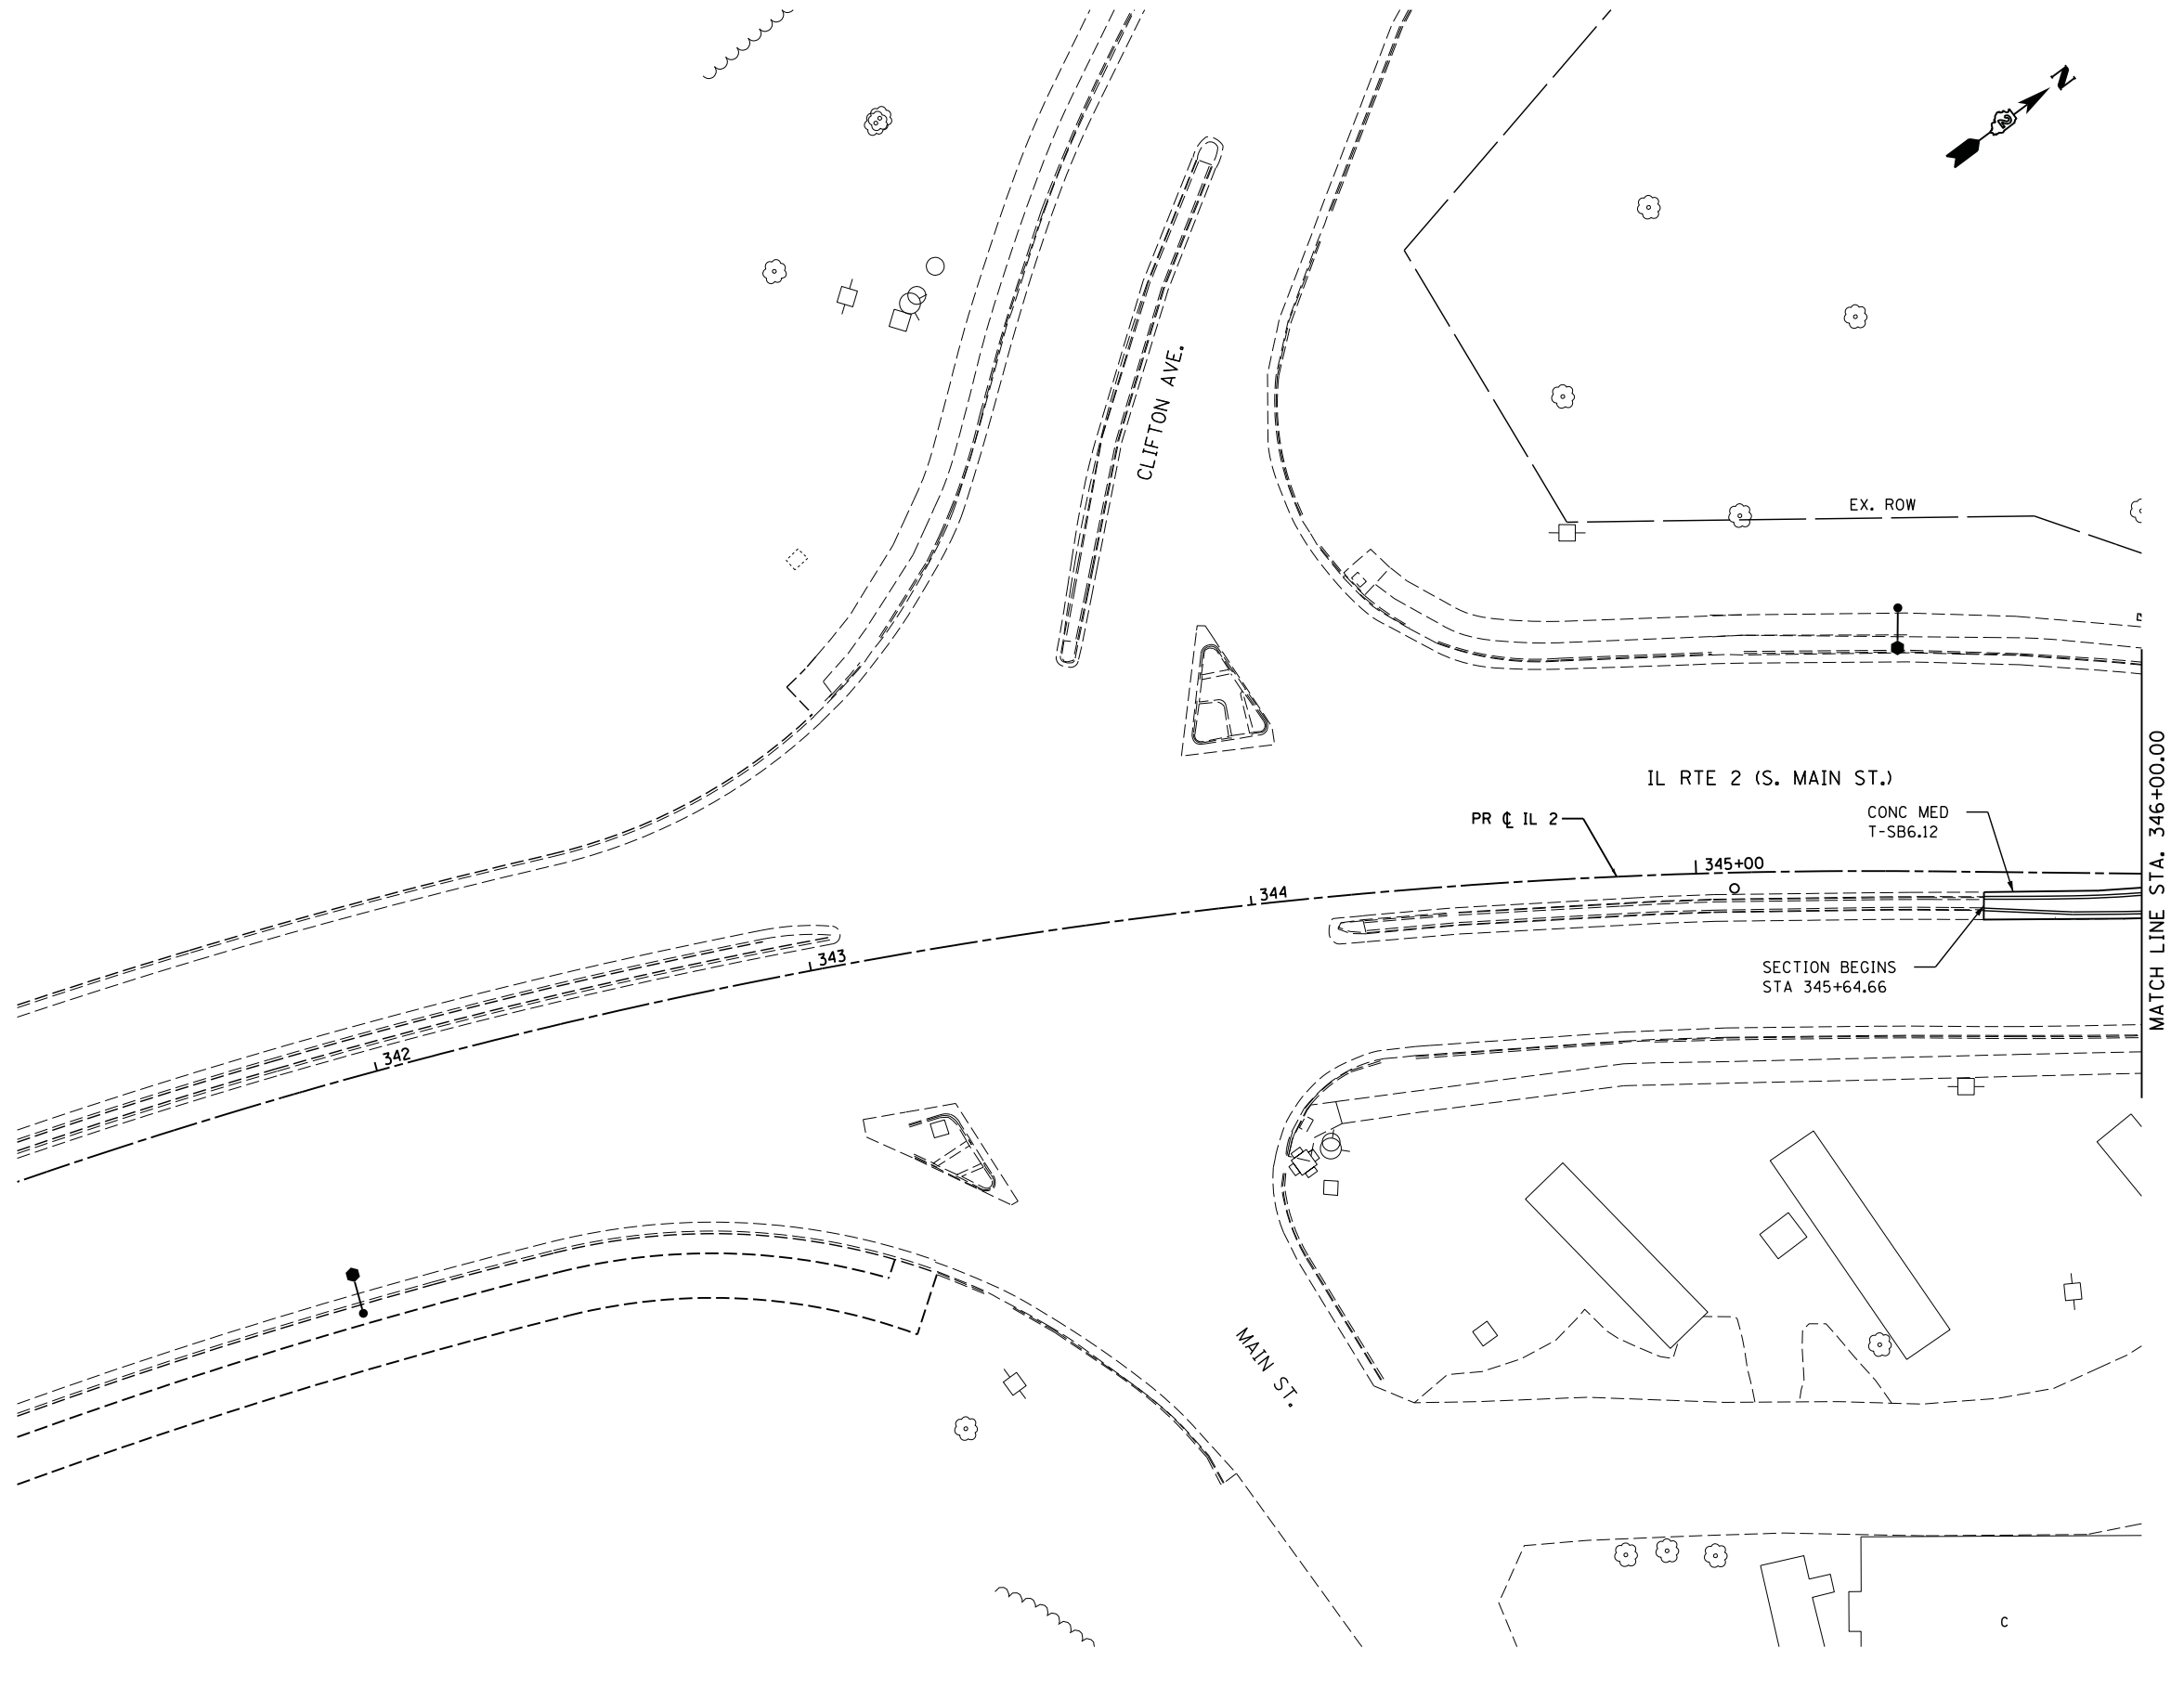 N
2
CLIFTON AVE.
EX. ROW
IL RTE 2 (S. MAIN ST.)
PR ℄ IL 2
CONC MED
T-SB6.12
345+00
344
343
342
SECTION BEGINS
STA 345+64.66
MATCH LINE STA. 346+00.00
MAIN ST.
C